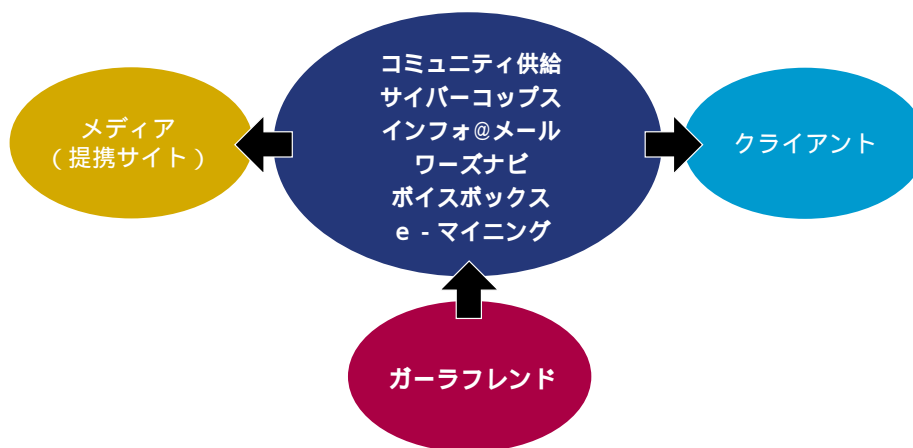 コミュニティ供給
サイバーコップス
インフォ@メール
ワーズナビ
ボイスボックス
e - マイニング
メディア
（提携サイト）
クライアント
ガーラフレンド